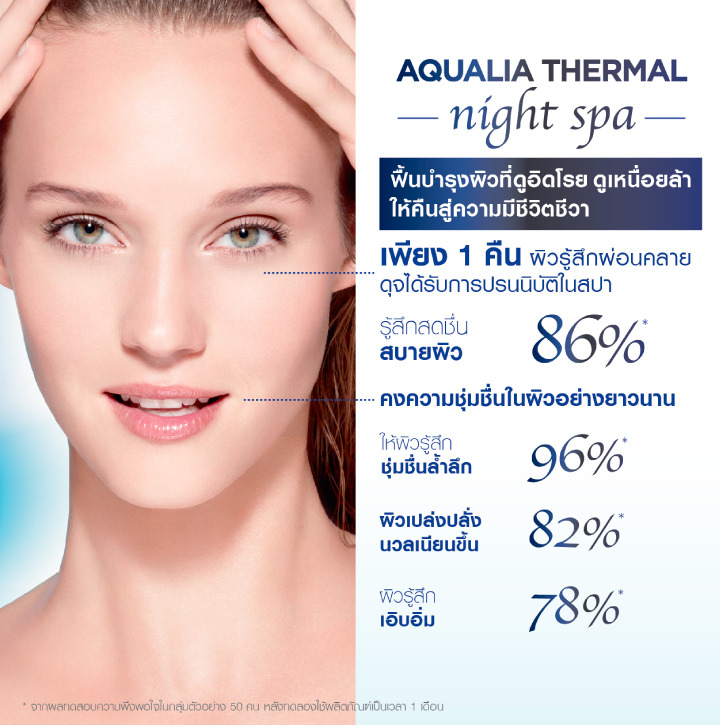 AQUALIA THERMAL
night spa
ฟื้นบำรุงผิวที่ดูอิดโรย ดูเหนื่อยล้า
ให้คืนสู่ความมีชีวิตชีวา
เพียง 1 คืน ผิวรู้สึกผ่อนคลาย
ดุจได้รับการปรนนิบัติในสปา
รู้สึกสดชื่น
สบายผิว 86%*
คงความชุ่มชื่นในผิวอย่างยาวนาน
ให้ผิวรู้สึก
ชุ่มชื่นล้ำลึก 96%*
ผิวเปล่งปลั่ง
นวลเนียนขึ้น 82%*
ผิวรู้สึก
เอิบอิ่ม 78%*
* จากผลทดสอบความพึงพอใจในกลุ่มตัวอย่าง 50 คน หลังทดลองใช้ผลิตภัณฑ์เป็นเวลา 1 เดือน